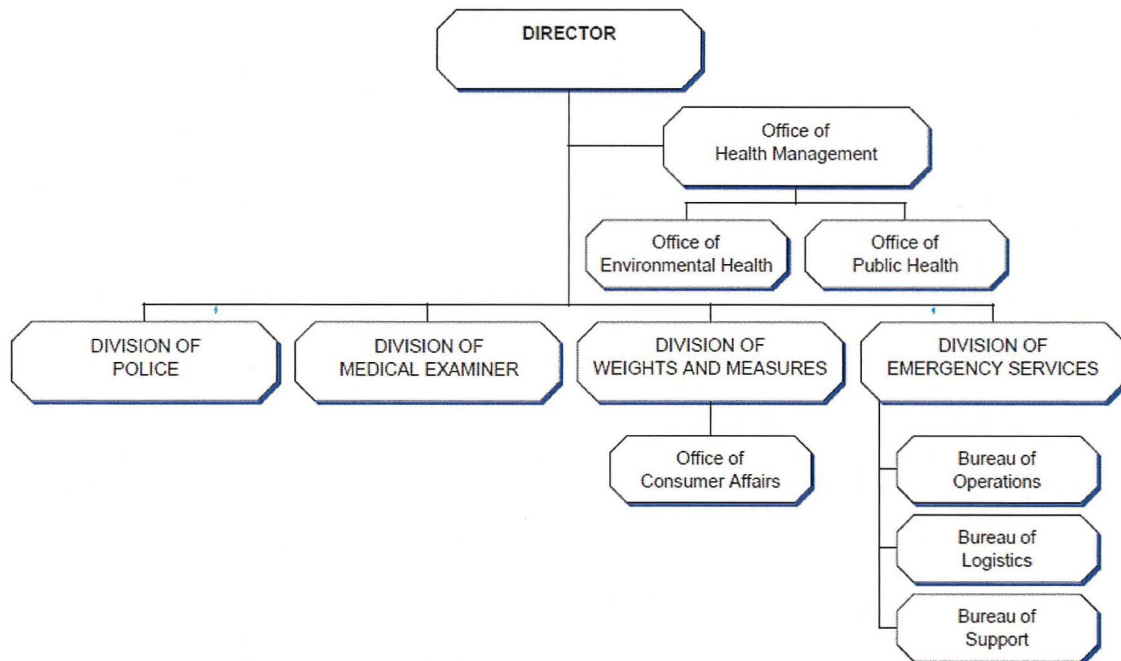 DIRECTOR
Office of
Health Management
Office of
Environmental Health
Office of
Public Health
DIVISION OF
POLICE
DIVISION OF
MEDICAL EXAMINER
DIVISION OF
WEIGHTS AND MEASURES
DIVISION OF
EMERGENCY SERVICES
Office of
Consumer Affairs
Bureau of
Operations
Bureau of
Logistics
Bureau of
Support